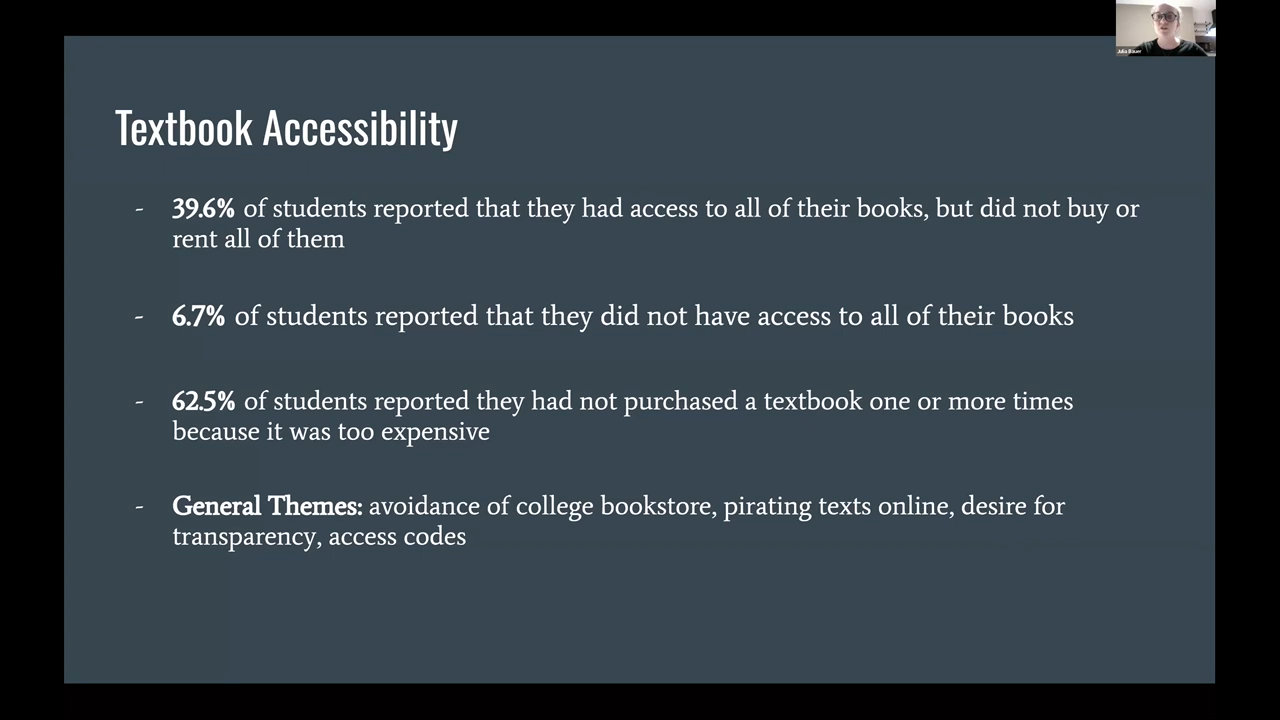 Julia Bauer
Textbook Accessibility
- 39.6% of students reported that they had access to all of their books, but did not buy or
rent all of them
- 6.7% of students reported that they did not have access to all of their books
- 62.5% of students reported they had not purchased a textbook one or more times
because it was too expensive
- General Themes: avoidance of college bookstore, pirating texts online, desire for
transparency, access codes